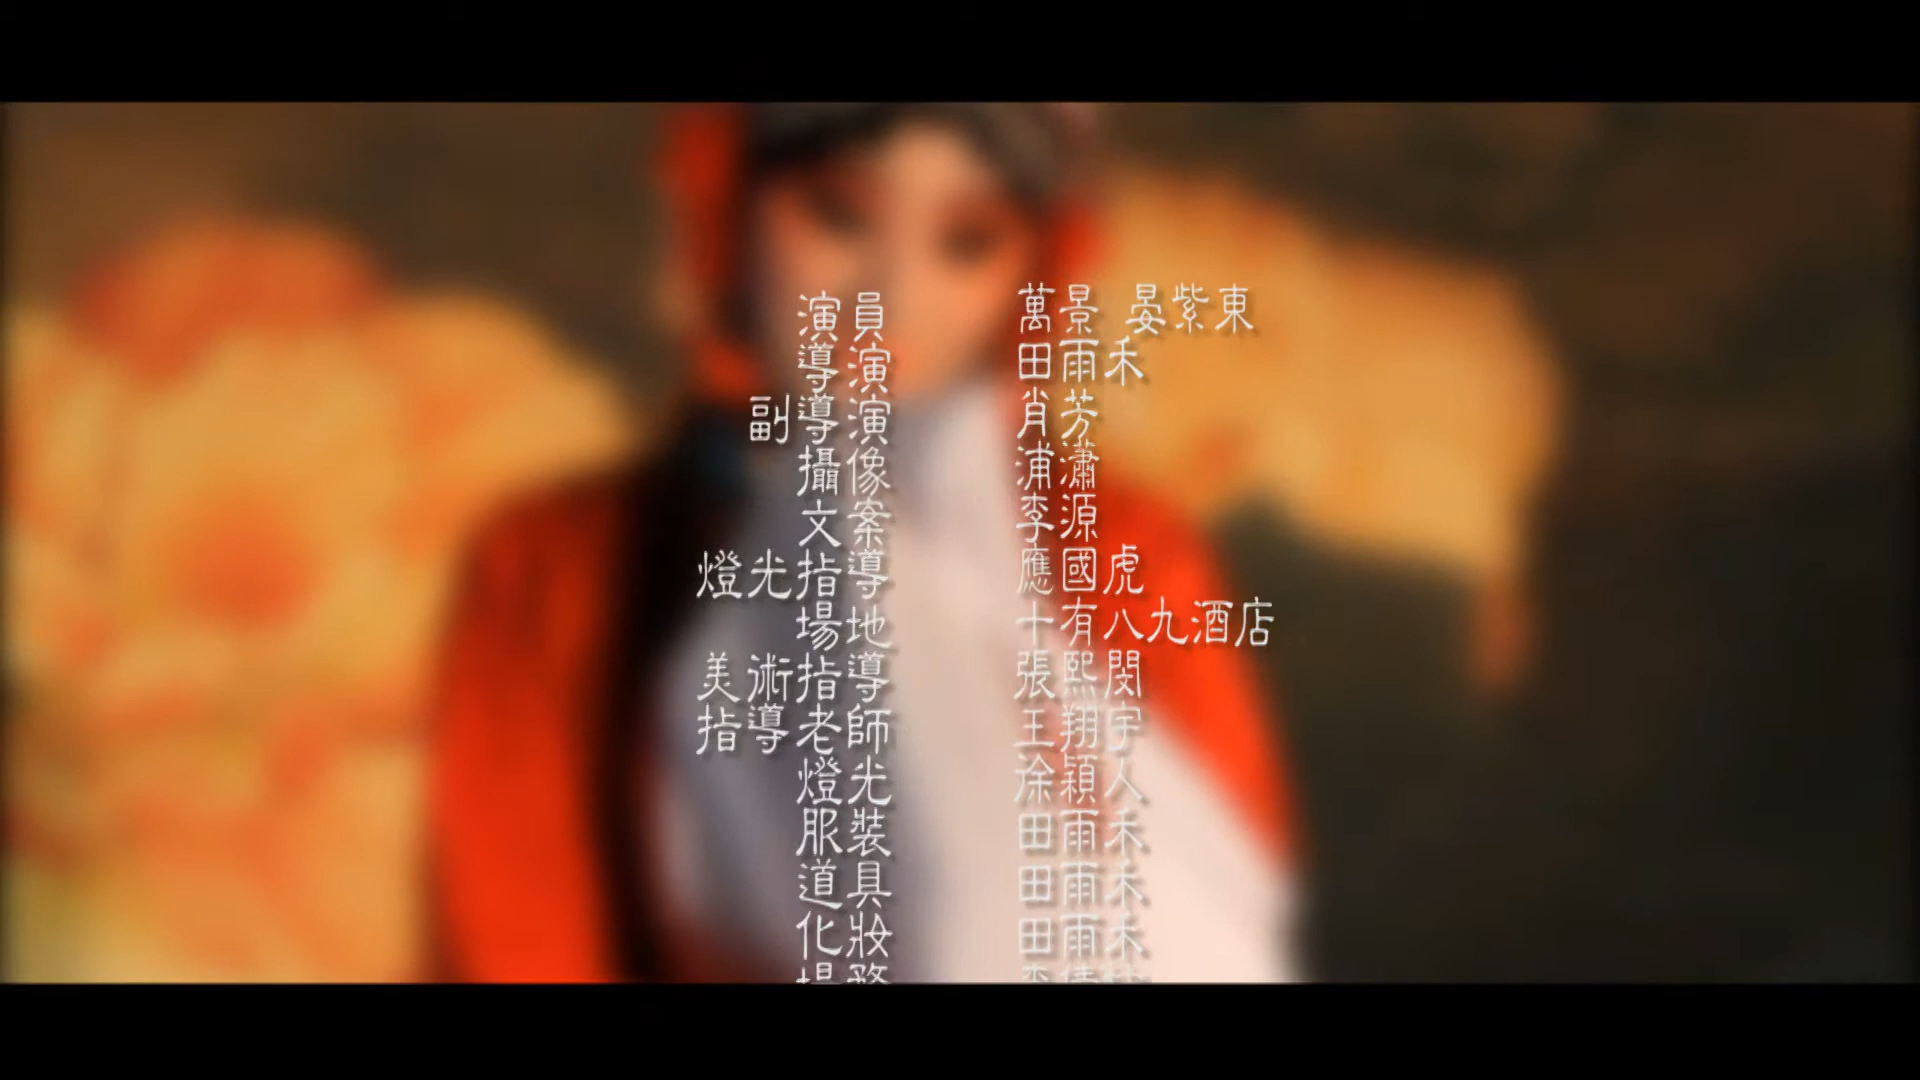 演員 萬景 晏紫東
導演 田雨禾
副導演 肖芳
攝像 浦瀟
文案 李源
燈光指導 應國虎
場地 十有八九酒店
美術指導 張熙閔
指導老師 王翔宇
燈光 徐穎人
服裝 田雨禾
道具 田雨禾
化妝 田雨禾